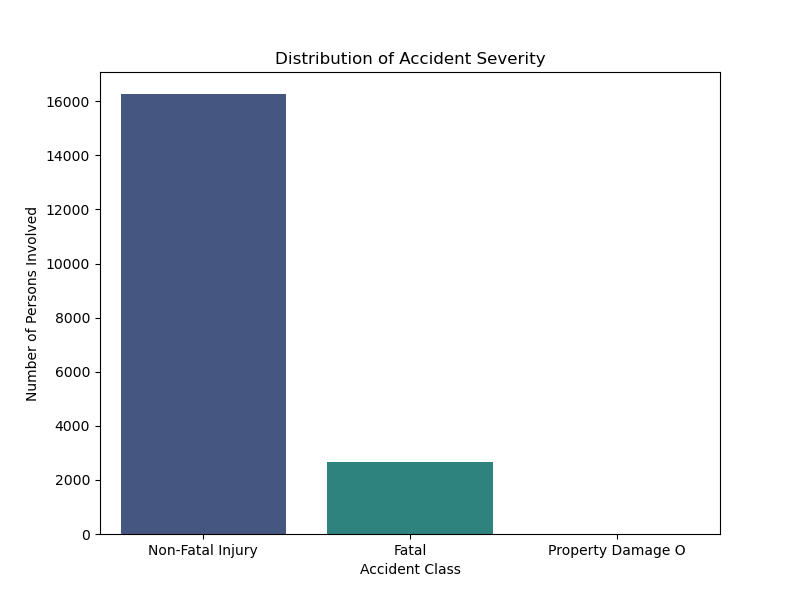 Distribution of Accident Severity
Number of Persons Involved
16000
14000
12000
10000
8000
6000
4000
2000
0
Non-Fatal Injury
Fatal
Property Damage O
Accident Class